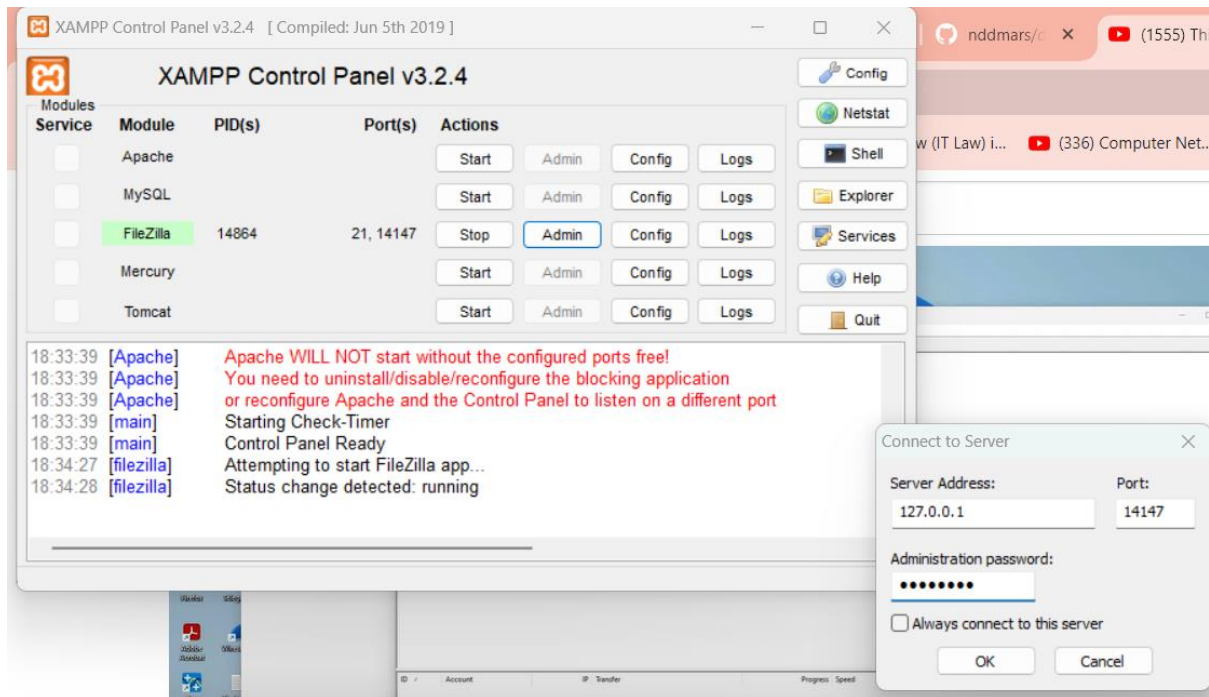 XAMPP Control Panel v3.2.4 [ Compiled: Jun 5th 2019 ]
nddmars/
(1555) Th
XAMPP Control Panel v3.2.4
Config
Modules
Service Module PID(s) Port(s) Actions
Netstat
Apache Start Admin Config Logs
Shell
w (IT Law) i... (336) Computer Net..
MySQL Start Admin Config Logs
Explorer
FileZilla 14864 21, 14147 Stop Admin Config Logs
Services
Mercury Start Admin Config Logs
Help
Tomcat Start Admin Config Logs
Quit
18:33:39 [Apache] Apache WILL NOT start without the configured ports free!
18:33:39 [Apache] You need to uninstall/disable/reconfigure the blocking application
18:33:39 [Apache] or reconfigure Apache and the Control Panel to listen on a different port
18:33:39 [main] Starting Check-Timer
18:33:39 [main] Control Panel Ready
18:34:27 [filezilla] Attempting to start FileZilla app...
18:34:28 [filezilla] Status change detected: running
Connect to Server
Server Address: Port:
127.0.0.1 14147
Administration password:
••••••••
Always connect to this server
OK Cancel
Adobe
Acrobat
ID / Account IP Transfer Progress Speed